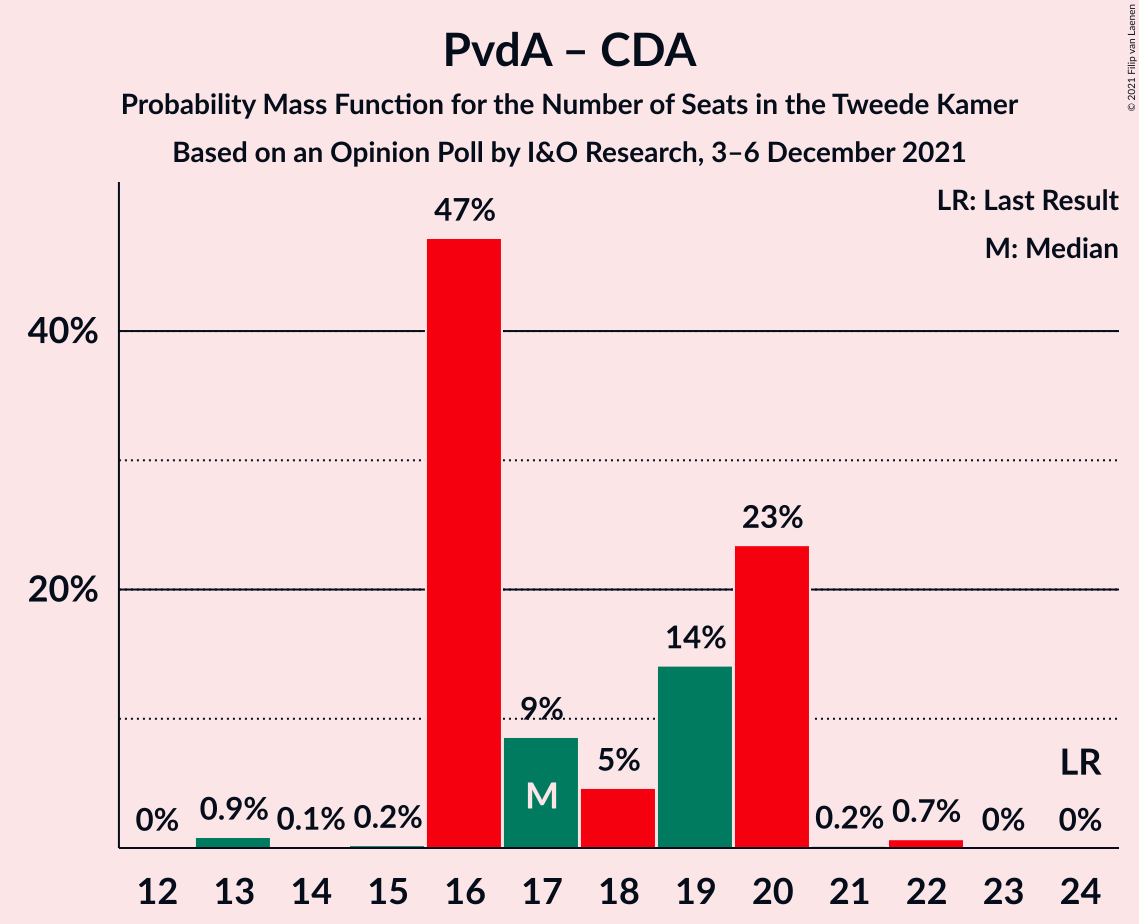 PvdA – CDA
Probability Mass Function for the Number of Seats in the Tweede Kamer
Based on an Opinion Poll by I&O Research, 3–6 December 2021
© 2021 Filip van Laenen
LR: Last Result
M: Median
47%
40%
23%
20%
14%
9%
5%
LR
M
0%
0.9%
0.1%
0.2%
0.2%
0.7%
0%
0%
12 13 14 15 16 17 18 19 20 21 22 23 24